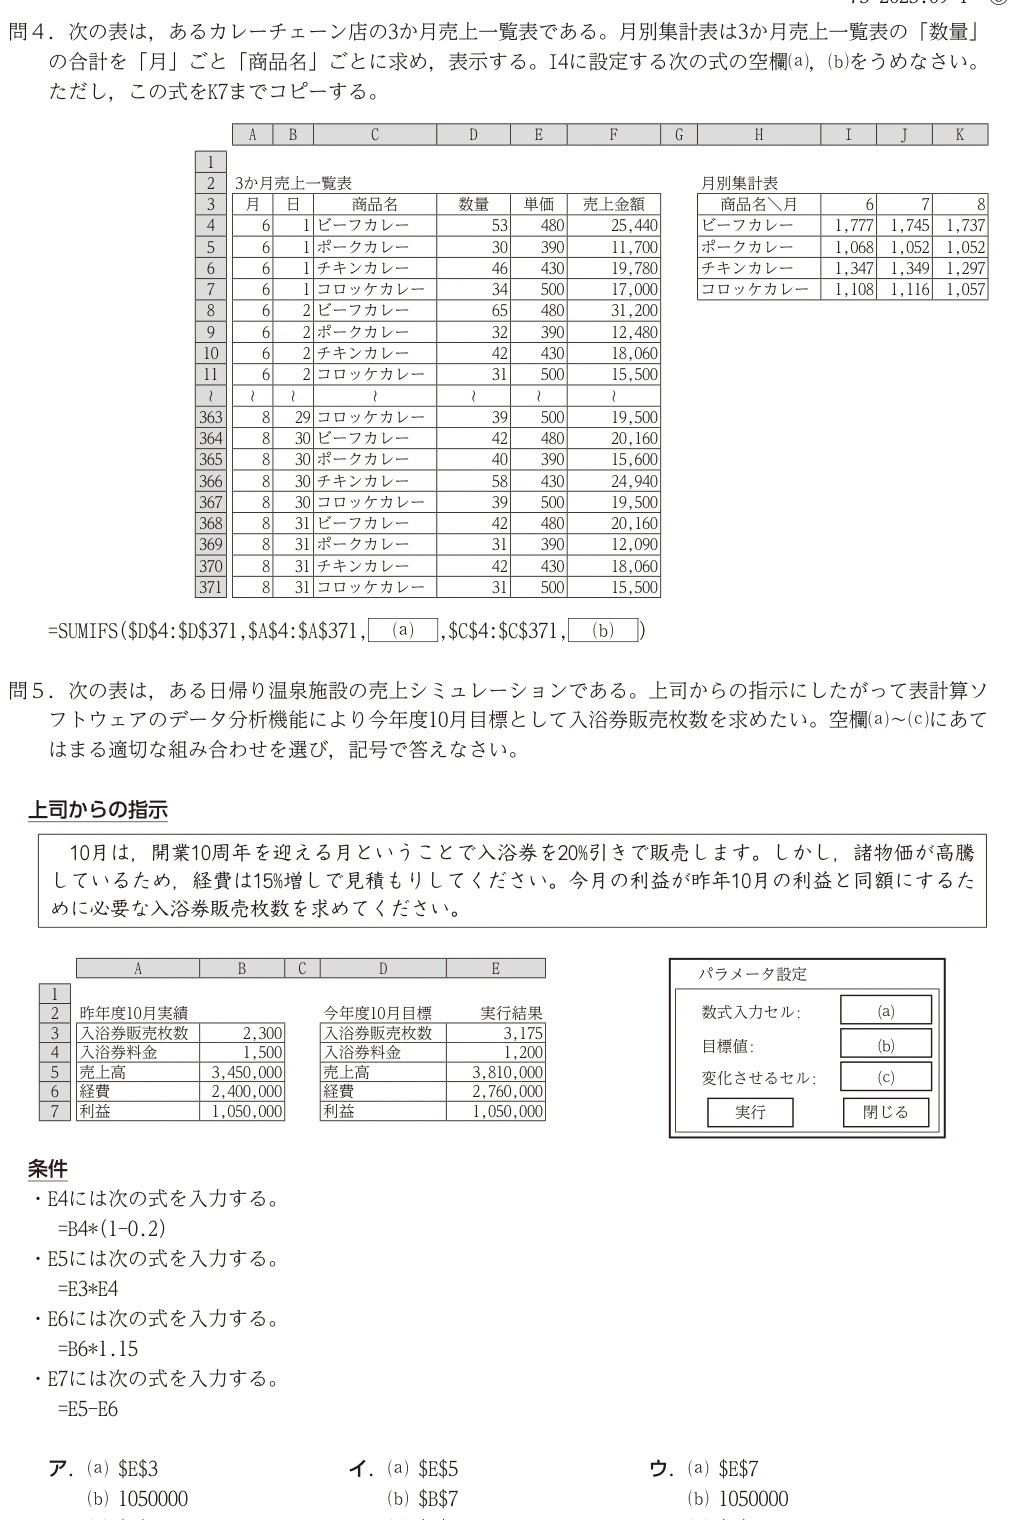 問４．次の表は，あるカレーチェーン店の3か月売上一覧表である。月別集計表は3か月売上一覧表の「数量」
の合計を「月」ごと「商品名」ごとに求め，表示する。I4に設定する次の式の空欄(a)，(b)をうめなさい。
ただし，この式をK7までコピーする。
A B C D E F G H I J K
1
2 3か月売上一覧表 月別集計表
3 月 日 商品名 数量 単価 売上金額 商品名＼月 6 7 8
4 6 1 ビーフカレー 53 480 25,440 ビーフカレー 1,777 1,745 1,737
5 6 1 ポークカレー 30 390 11,700 ポークカレー 1,068 1,052 1,052
6 6 1 チキンカレー 46 430 19,780 チキンカレー 1,347 1,349 1,297
7 6 1 コロッケカレー 34 500 17,000 コロッケカレー 1,108 1,116 1,057
8 6 2 ビーフカレー 65 480 31,200
9 6 2 ポークカレー 32 390 12,480
10 6 2 チキンカレー 42 430 18,060
11 6 2 コロッケカレー 31 500 15,500
～ ～ ～ ～ ～ ～ ～
363 8 29 コロッケカレー 39 500 19,500
364 8 30 ビーフカレー 42 480 20,160
365 8 30 ポークカレー 40 390 15,600
366 8 30 チキンカレー 58 430 24,940
367 8 30 コロッケカレー 39 500 19,500
368 8 31 ビーフカレー 42 480 20,160
369 8 31 ポークカレー 31 390 12,090
370 8 31 チキンカレー 42 430 18,060
371 8 31 コロッケカレー 31 500 15,500
=SUMIFS($D$4:$D$371,$A$4:$A$371, (a) ,$C$4:$C$371, (b) )
問５．次の表は，ある日帰り温泉施設の売上シミュレーションである。上司からの指示にしたがって表計算ソ
フトウェアのデータ分析機能により今年度10月目標として入浴券販売枚数を求めたい。空欄(a)～(c)にあて
はまる適切な組み合わせを選び，記号で答えなさい。
上司からの指示
10月は，開業10周年を迎える月ということで入浴券を20%引きで販売します。しかし，諸物価が高騰
しているため，経費は15%増しで見積もりしてください。今月の利益が昨年10月の利益と同額にするた
めに必要な入浴券販売枚数を求めてください。
A B C D E
1
2 昨年度10月実績 今年度10月目標 実行結果
3 入浴券販売枚数 2,300 入浴券販売枚数 3,175
4 入浴券料金 1,500 入浴券料金 1,200
5 売上高 3,450,000 売上高 3,810,000
6 経費 2,400,000 経費 2,760,000
7 利益 1,050,000 利益 1,050,000
パラメータ設定
数式入力セル： (a)
目標値： (b)
変化させるセル： (c)
実行 閉じる
条件
・E4には次の式を入力する。
=B4*(1-0.2)
・E5には次の式を入力する。
=E3*E4
・E6には次の式を入力する。
=B6*1.15
・E7には次の式を入力する。
=E5-E6
ア．(a) $E$3 イ．(a) $E$5 ウ．(a) $E$7
(b) 1050000 (b) $B$7 (b) 1050000